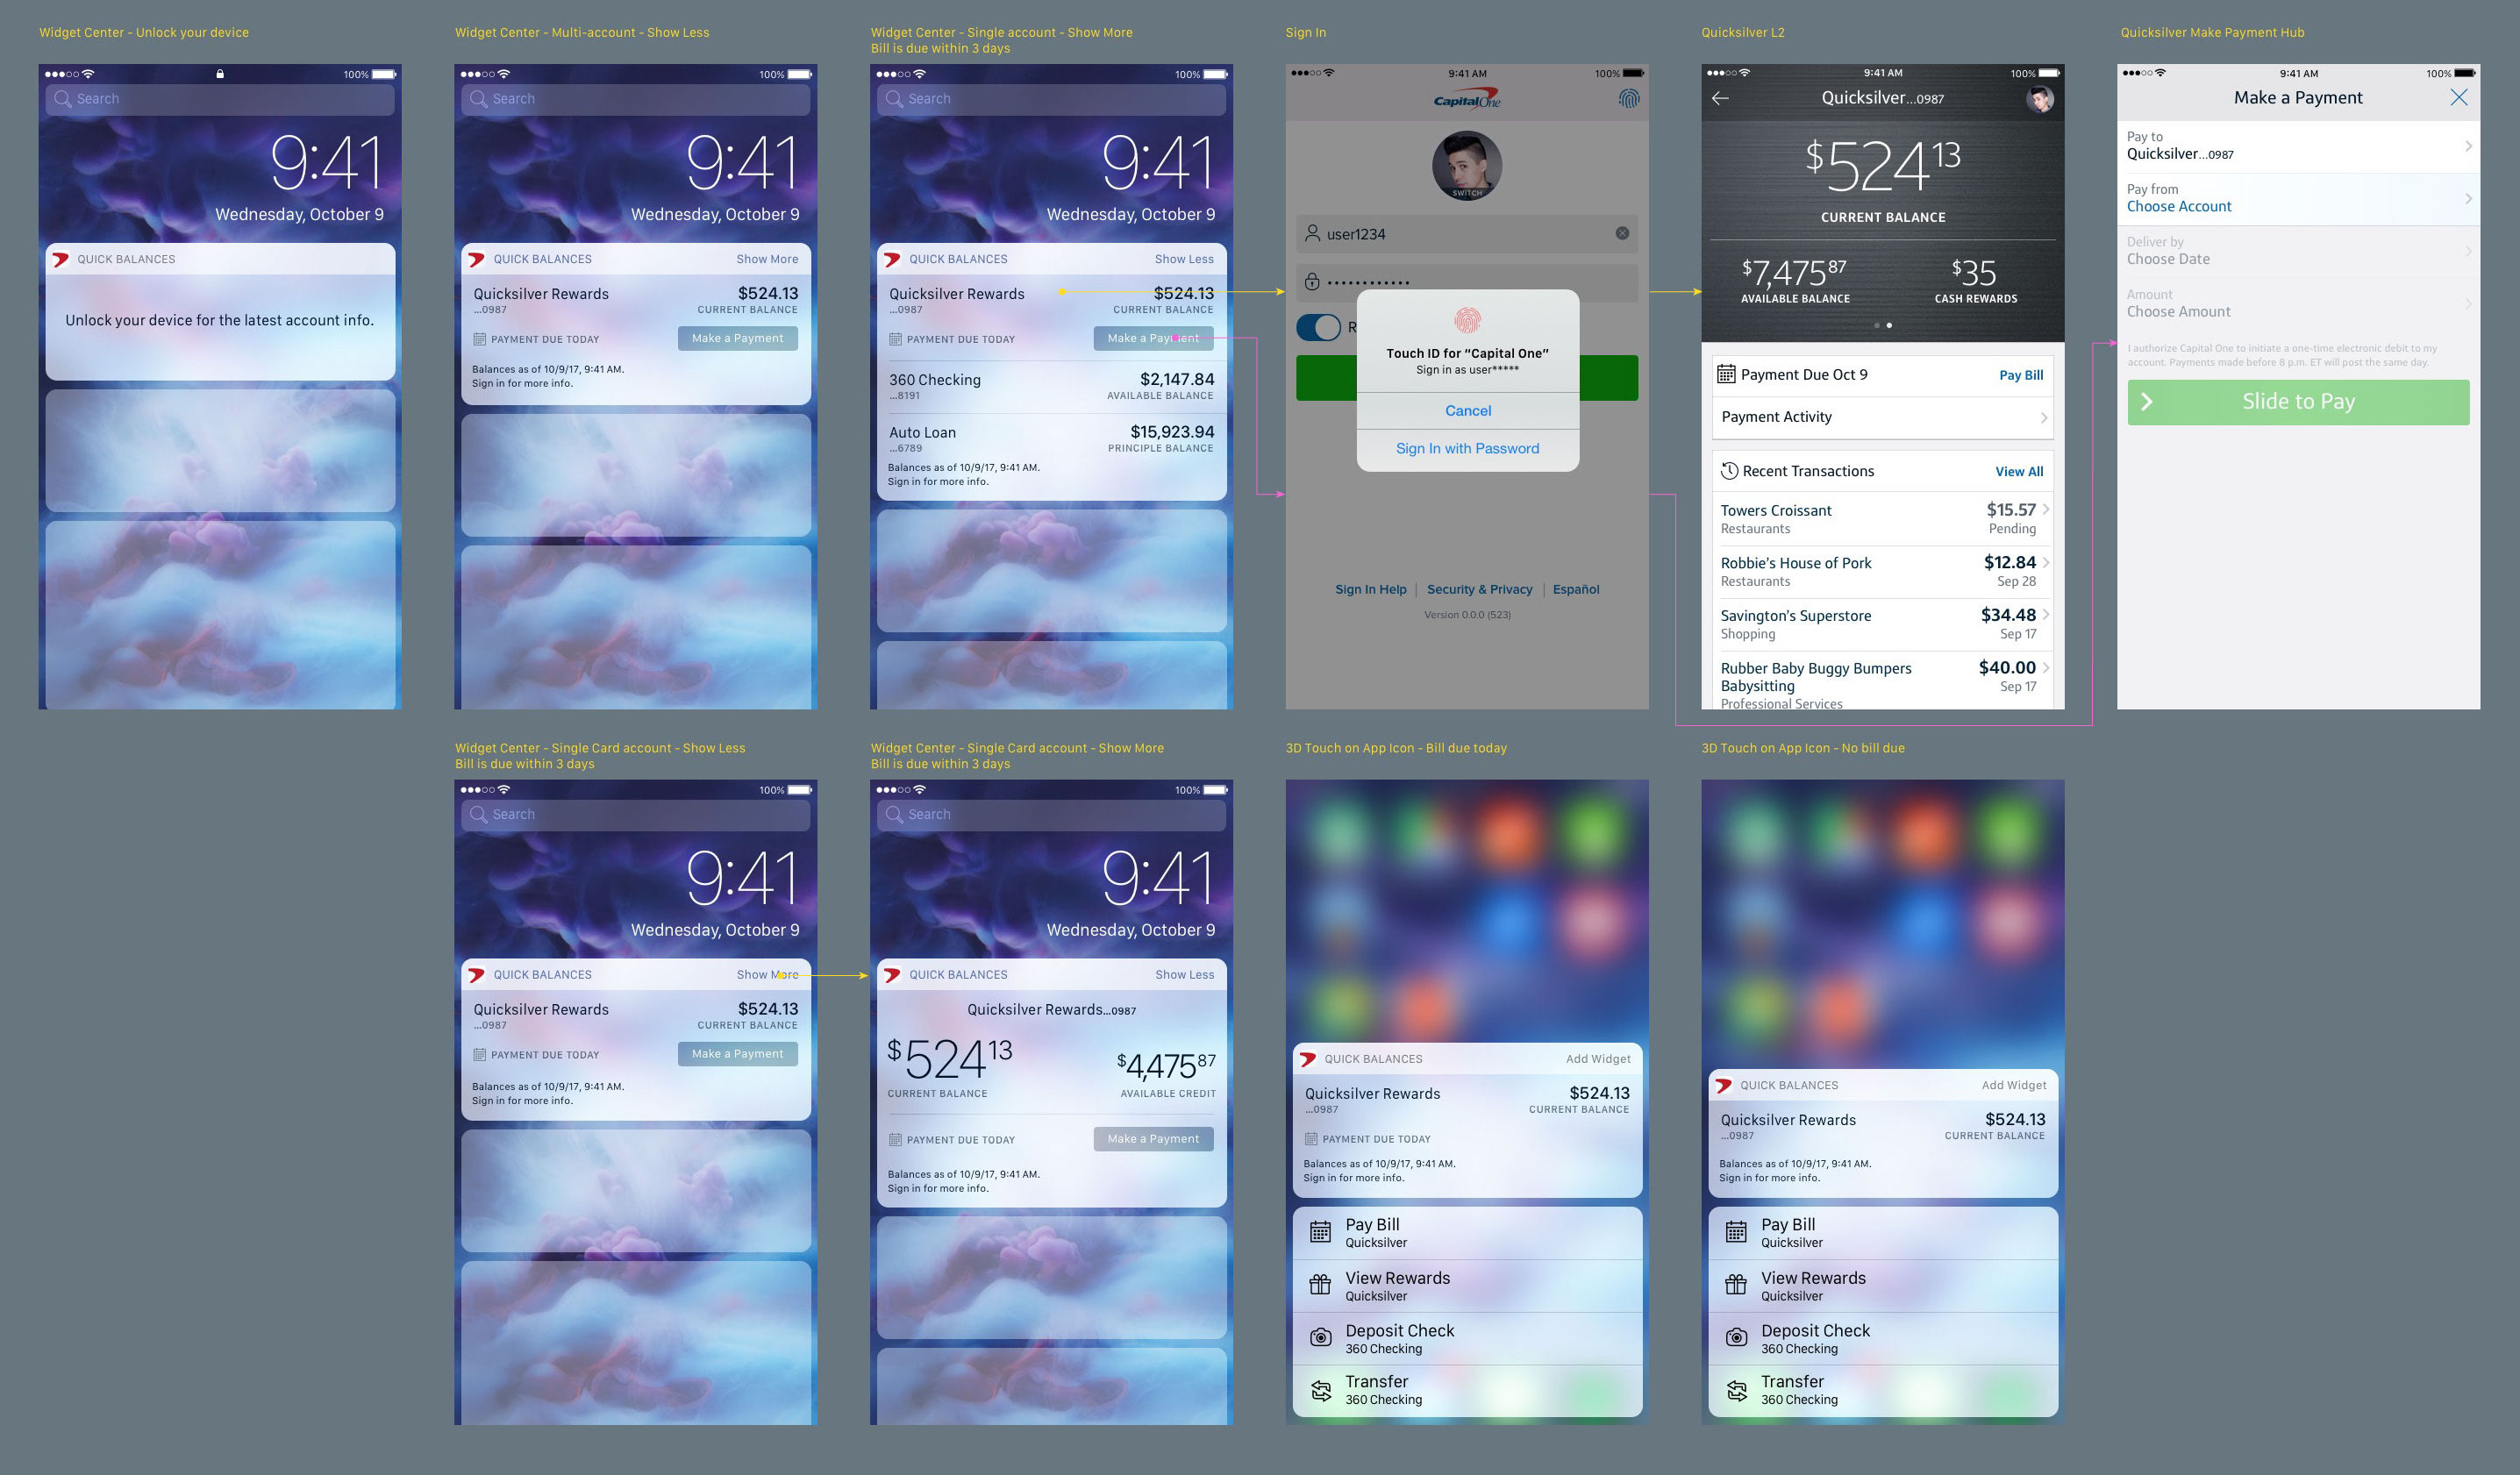 Widget Center - Unlock your device
100%
Search
9:41
Wednesday, October 9
QUICK BALANCES
Unlock your device for the latest account info.
Widget Center - Multi-account - Show Less
100%
Search
9:41
Wednesday, October 9
QUICK BALANCES Show More
Quicksilver Rewards $524.13
...0987 CURRENT BALANCE
PAYMENT DUE TODAY Make a Payment
Balances as of 10/9/17, 9:41 AM.
Sign in for more info.
Widget Center - Single account - Show More
Bill is due within 3 days
100%
Search
9:41
Wednesday, October 9
QUICK BALANCES Show Less
Quicksilver Rewards $524.13
...0987 CURRENT BALANCE
PAYMENT DUE TODAY Make a Payment
360 Checking $2,147.84
...8191 AVAILABLE BALANCE
Auto Loan $15,923.94
...6789 PRINCIPLE BALANCE
Balances as of 10/9/17, 9:41 AM.
Sign in for more info.
Sign In
9:41 AM 100%
CapitalOne
SWITCH
user1234
R
Touch ID for “Capital One”
Sign in as user*****
Cancel
Sign In with Password
Sign In Help | Security & Privacy | Español
Version 0.0.0 (523)
Quicksilver L2
9:41 AM 100%
Quicksilver...0987
$524 13
CURRENT BALANCE
$7,475 87 $35
AVAILABLE BALANCE CASH REWARDS
Payment Due Oct 9 Pay Bill
Payment Activity
Recent Transactions View All
Towers Croissant $15.57
Restaurants Pending
Robbie’s House of Pork $12.84
Restaurants Sep 28
Savington’s Superstore $34.48
Shopping Sep 17
Rubber Baby Buggy Bumpers $40.00
Babysitting Sep 17
Professional Services
Quicksilver Make Payment Hub
9:41 AM 100%
Make a Payment
Pay to
Quicksilver...0987
Pay from
Choose Account
Deliver by
Choose Date
Amount
Choose Amount
I authorize Capital One to initiate a one-time electronic debit to my
account. Payments made before 8 p.m. ET will post the same day.
Slide to Pay
Widget Center - Single Card account - Show Less
Bill is due within 3 days
100%
Search
9:41
Wednesday, October 9
QUICK BALANCES Show More
Quicksilver Rewards $524.13
...0987 CURRENT BALANCE
PAYMENT DUE TODAY Make a Payment
Balances as of 10/9/17, 9:41 AM.
Sign in for more info.
Widget Center - Single Card account - Show More
Bill is due within 3 days
100%
Search
9:41
Wednesday, October 9
QUICK BALANCES Show Less
Quicksilver Rewards...0987
$524 13 $4,475 87
CURRENT BALANCE AVAILABLE CREDIT
PAYMENT DUE TODAY Make a Payment
Balances as of 10/9/17, 9:41 AM.
Sign in for more info.
3D Touch on App Icon - Bill due today
QUICK BALANCES Add Widget
Quicksilver Rewards $524.13
...0987 CURRENT BALANCE
PAYMENT DUE TODAY
Balances as of 10/9/17, 9:41 AM.
Sign in for more info.
Pay Bill
Quicksilver
View Rewards
Quicksilver
Deposit Check
360 Checking
Transfer
360 Checking
3D Touch on App Icon - No bill due
QUICK BALANCES Add Widget
Quicksilver Rewards $524.13
...0987 CURRENT BALANCE
Balances as of 10/9/17, 9:41 AM.
Sign in for more info.
Pay Bill
Quicksilver
View Rewards
Quicksilver
Deposit Check
360 Checking
Transfer
360 Checking